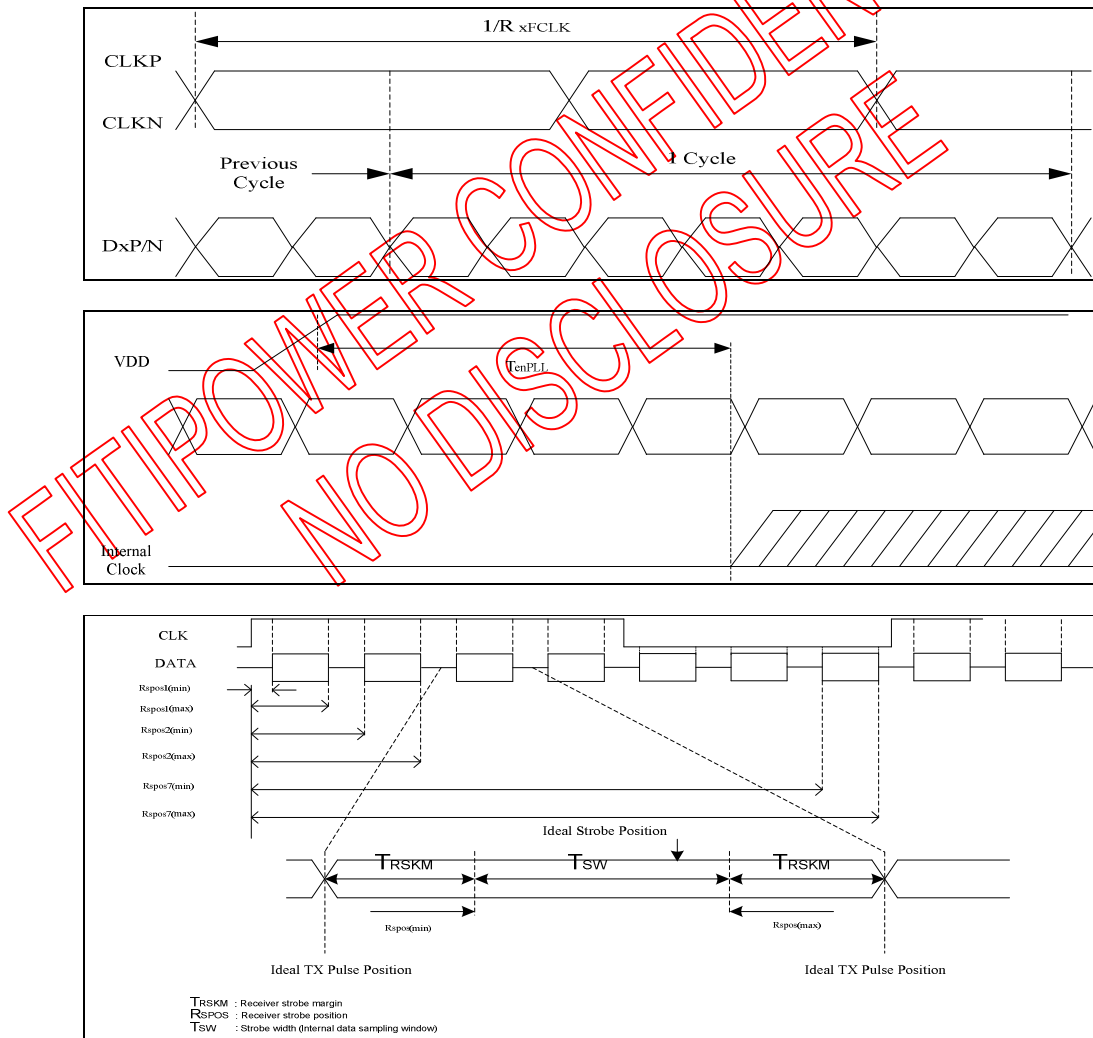 1/R xFCLK
CLKP
CLKN
Previous
Cycle
1 Cycle
DxP/N
VDD
TenPLL
Internal
Clock
FITIPOWER CONFIDEN
NO DISCLOSURE
CLK
DATA
Rspos1(min)
Rspos1(max)
Rspos2(min)
Rspos2(max)
Rspos7(min)
Rspos7(max)
Ideal Strobe Position
TRSKM
TSW
TRSKM
Rspos(min)
Rspos(max)
Ideal TX Pulse Position
Ideal TX Pulse Position
TRSKM : Receiver strobe margin
RSPOS : Receiver strobe position
TSW : Strobe width (Internal data sampling window)